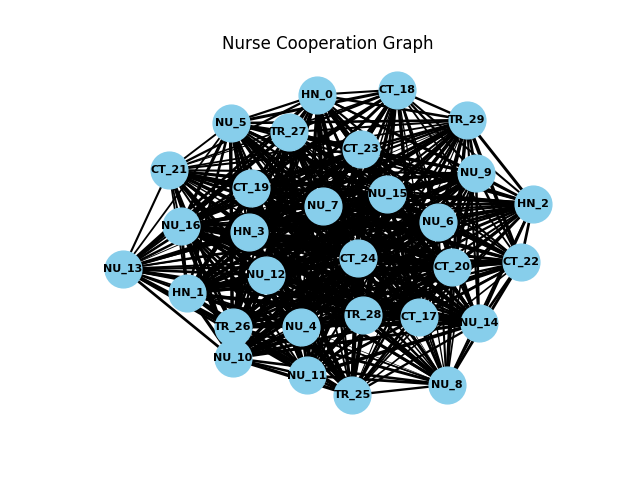 Nurse Cooperation Graph
CT_18
HN_0
TR_29
NU_5
TR_27
CT_23
CT_21
NU_9
CT_19
NU_15
HN_2
NU_7
NU_6
NU_16
HN_3
CT_24
CT_22
CT_20
NU_13
NU_12
HN_1
TR_28
CT_17
NU_14
TR_26
NU_4
NU_10
NU_11
NU_8
TR_25